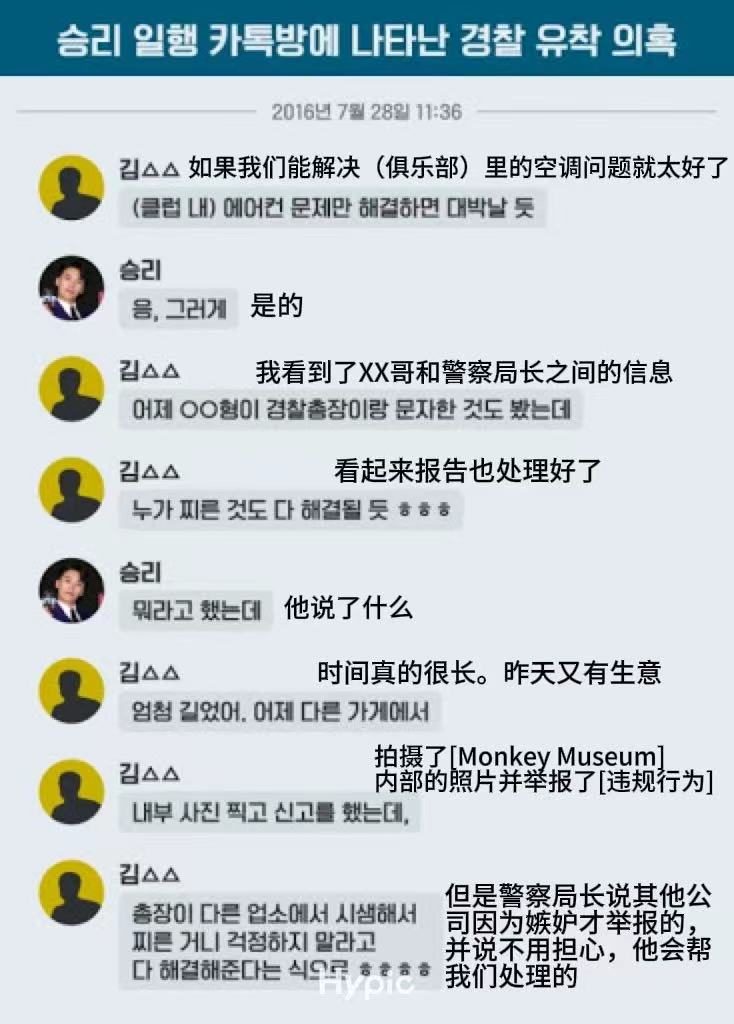 승리 일행 카톡방에 나타난 경찰 유착 의혹
2016년 7월 28일 11:36
김△△ 如果我们能解决（俱乐部）里的空调问题就太好了
(클럽 내) 에어컨 문제만 해결하면 대박날 듯
승리
응, 그러게 是的
김△△ 我看到了XX哥和警察局长之间的信息
어제 ○○형이 경찰총장이랑 문자한 것도 봤는데
김△△ 看起来报告也处理好了
누가 찌른 것도 다 해결될 듯 ㅎㅎㅎ
승리
뭐라고 했는데 他说了什么
김△△ 时间真的很长。昨天又有生意
엄청 길었어. 어제 다른 가게에서
拍摄了[Monkey Museum]
김△△ 内部的照片并举报了[违规行为]
내부 사진 찍고 신고를 했는데,
김△△
총장이 다른 업소에서 시샘해서
찌른 거니 걱정하지 말라고
다 해결해준다는 식으로 ㅎㅎㅎㅎ
但是警察局长说其他公
司因为嫉妒才举报的，
并说不用担心，他会帮
我们处理的
Hypic